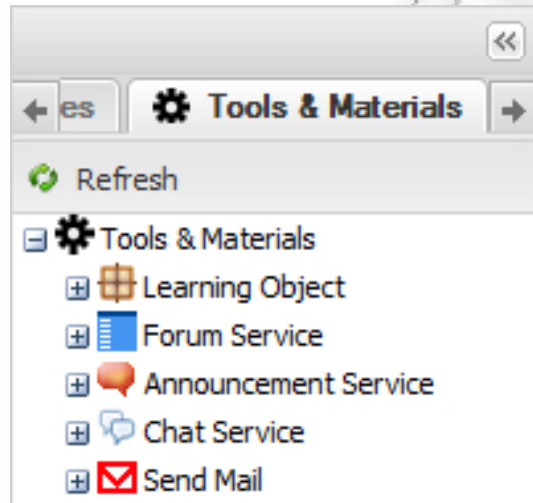 es Tools & Materials
Refresh
Tools & Materials
Learning Object
Forum Service
Announcement Service
Chat Service
Send Mail